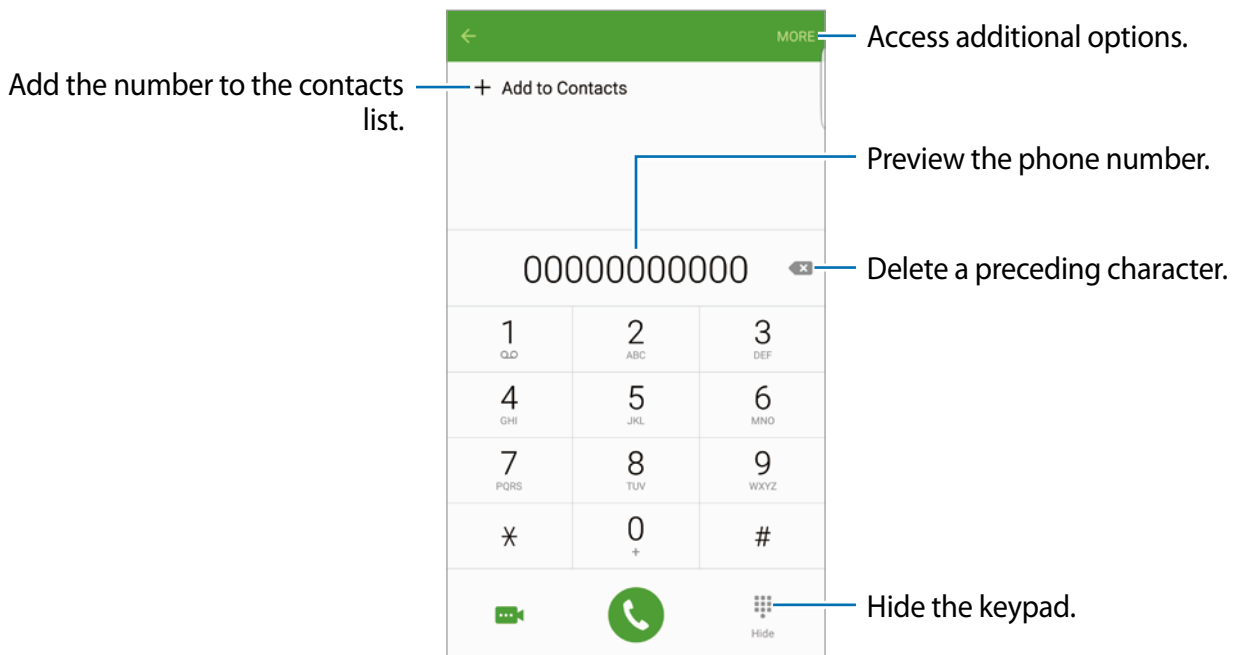 MORE
Access additional options.
Add the number to the contacts
list.
+ Add to Contacts
Preview the phone number.
00000000000
Delete a preceding character.
1 2 3
ABC DEF
4 5 6
GHI JKL MNO
7 8 9
PQRS TUV WXYZ
* 0 #
+
Hide the keypad.
Hide